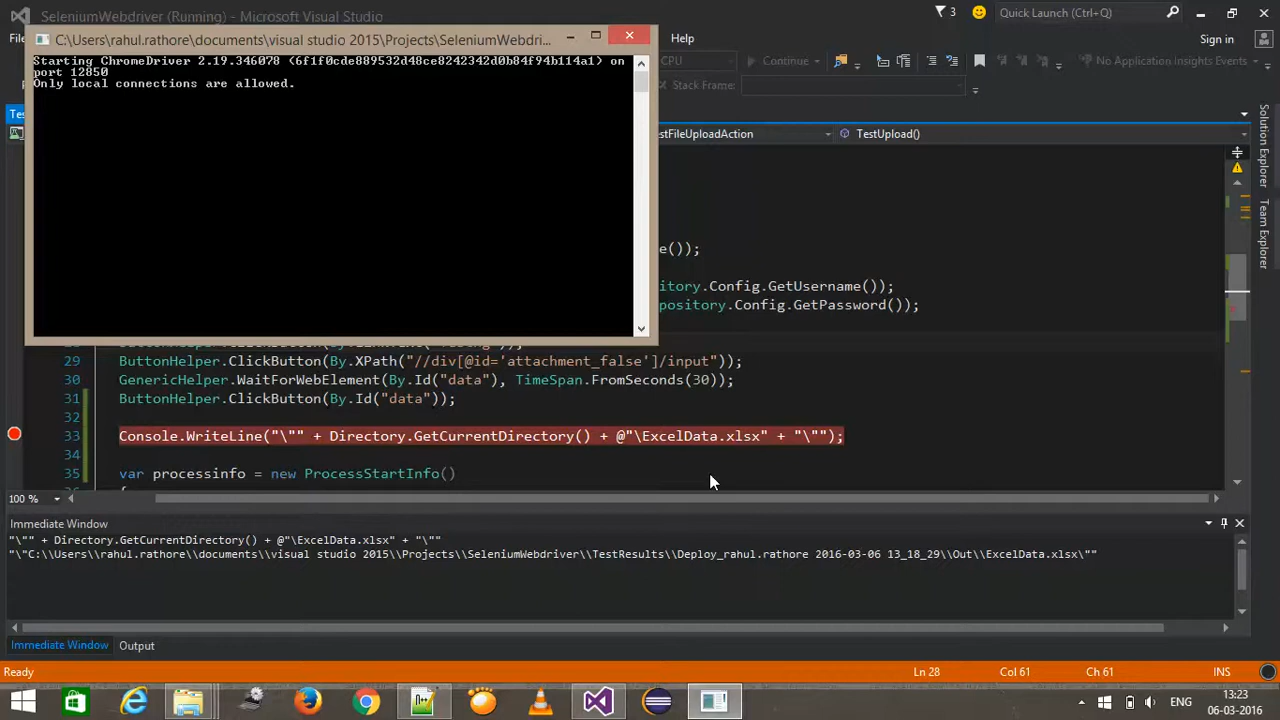 SeleniumWebdriver (Running) - Microsoft Visual Studio
3
Quick Launch (Ctrl+Q)
C:\Users\rahul.rathore\documents\visual studio 2015\Projects\SeleniumWebdri...
Help
Sign in
Starting ChromeDriver 2.19.346078 (6f1f0cde889532d48ce8242342d0b84f94b114a1) on
port 12850
Only local connections are allowed.
CPU
Continue
No Application Insights Events
Stack Frame:
TestUpload()
e());
itory.Config.GetUsername());
pository.Config.GetPassword());
29 ButtonHelper.ClickButton(By.XPath("//div[@id='attachment_false']/input"));
30 GenericHelper.WaitForWebElement(By.Id("data"), TimeSpan.FromSeconds(30));
31 ButtonHelper.ClickButton(By.Id("data"));
32
33 Console.WriteLine("\"" + Directory.GetCurrentDirectory() + @"\ExcelData.xlsx" + "\"");
34
35 var processinfo = new ProcessStartInfo()
100 %
Immediate Window
"\"" + Directory.GetCurrentDirectory() + @"\ExcelData.xlsx" + "\""
"\"C:\\Users\\rahul.rathore\\documents\\visual studio 2015\\Projects\\SeleniumWebdriver\\TestResults\\Deploy_rahul.rathore 2016-03-06 13_18_29\\Out\\ExcelData.xlsx\""
Immediate Window Output
Ready
Ln 28
Col 61
Ch 61
INS
Solution Explorer
Team Explorer
ENG
13:23
06-03-2016